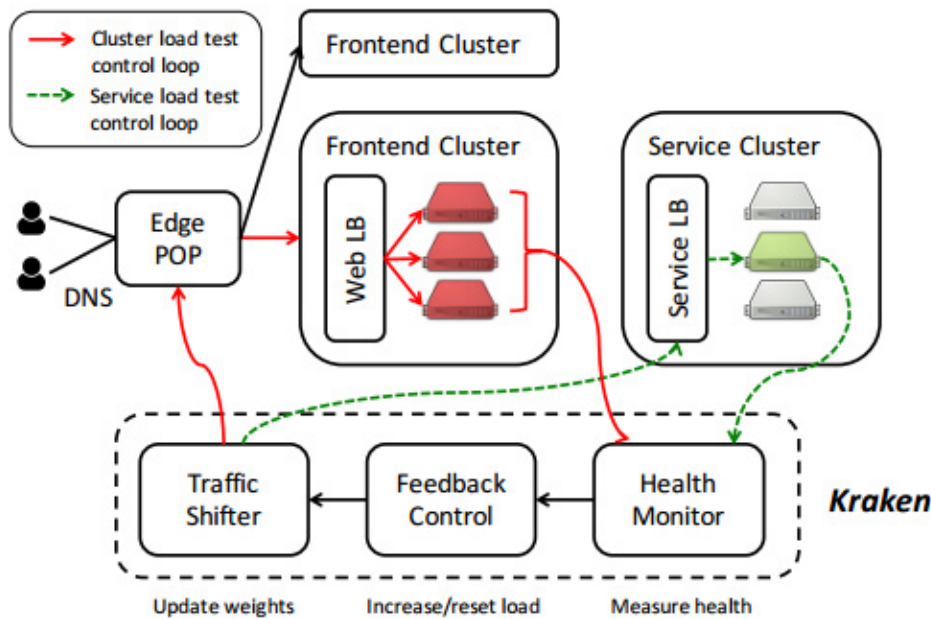 Cluster load test
control loop
Service load test
control loop
Frontend Cluster
Frontend Cluster
Service Cluster
Edge
POP
DNS
Web LB
Service LB
Traffic
Shifter
Feedback
Control
Health
Monitor
Kraken
Update weights
Increase/reset load
Measure health